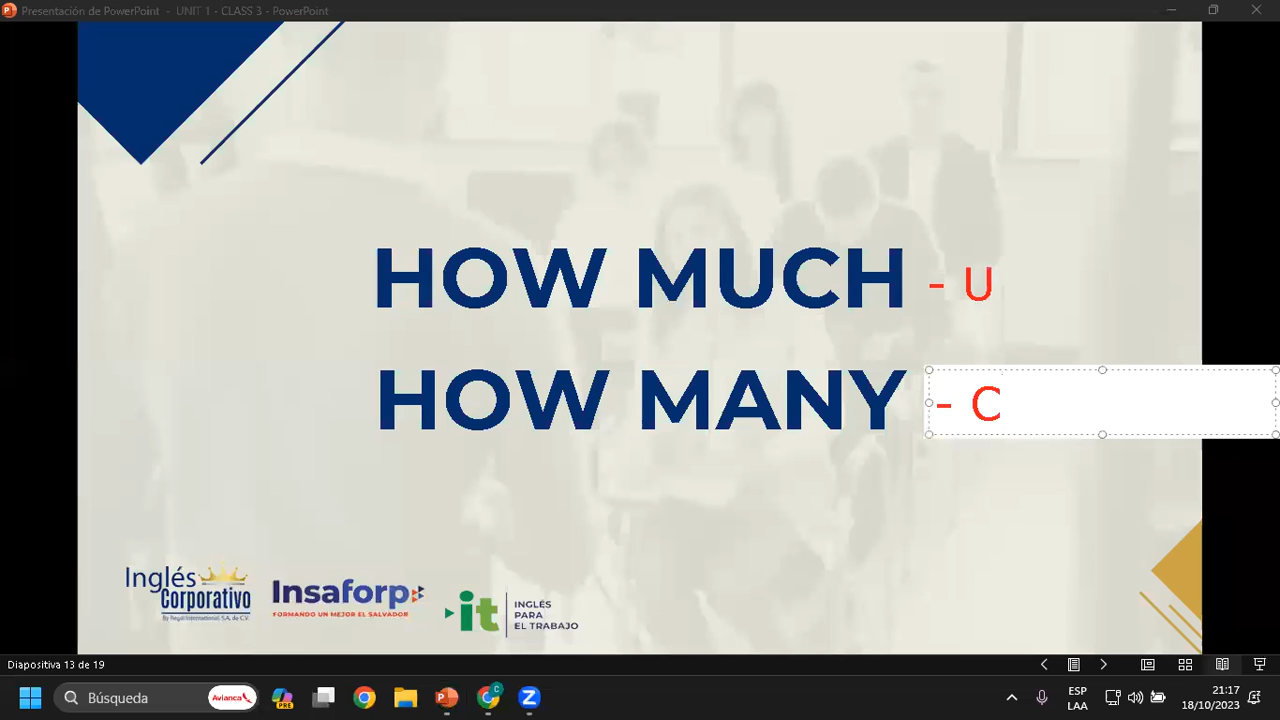 Presentación de PowerPoint - UNIT 1 - CLASS 3 - PowerPoint
HOW MUCH - U
HOW MANY - C
Inglés
Corporativo
By Regal International, S.A. de C.V.
Insaforp
FORMANDO UN MEJOR EL SALVADOR
it
INGLÉS
PARA
EL TRABAJO
Diapositiva 13 de 19
Búsqueda
Avianca
PRE
C
Z
ESP
LAA
21:17
18/10/2023